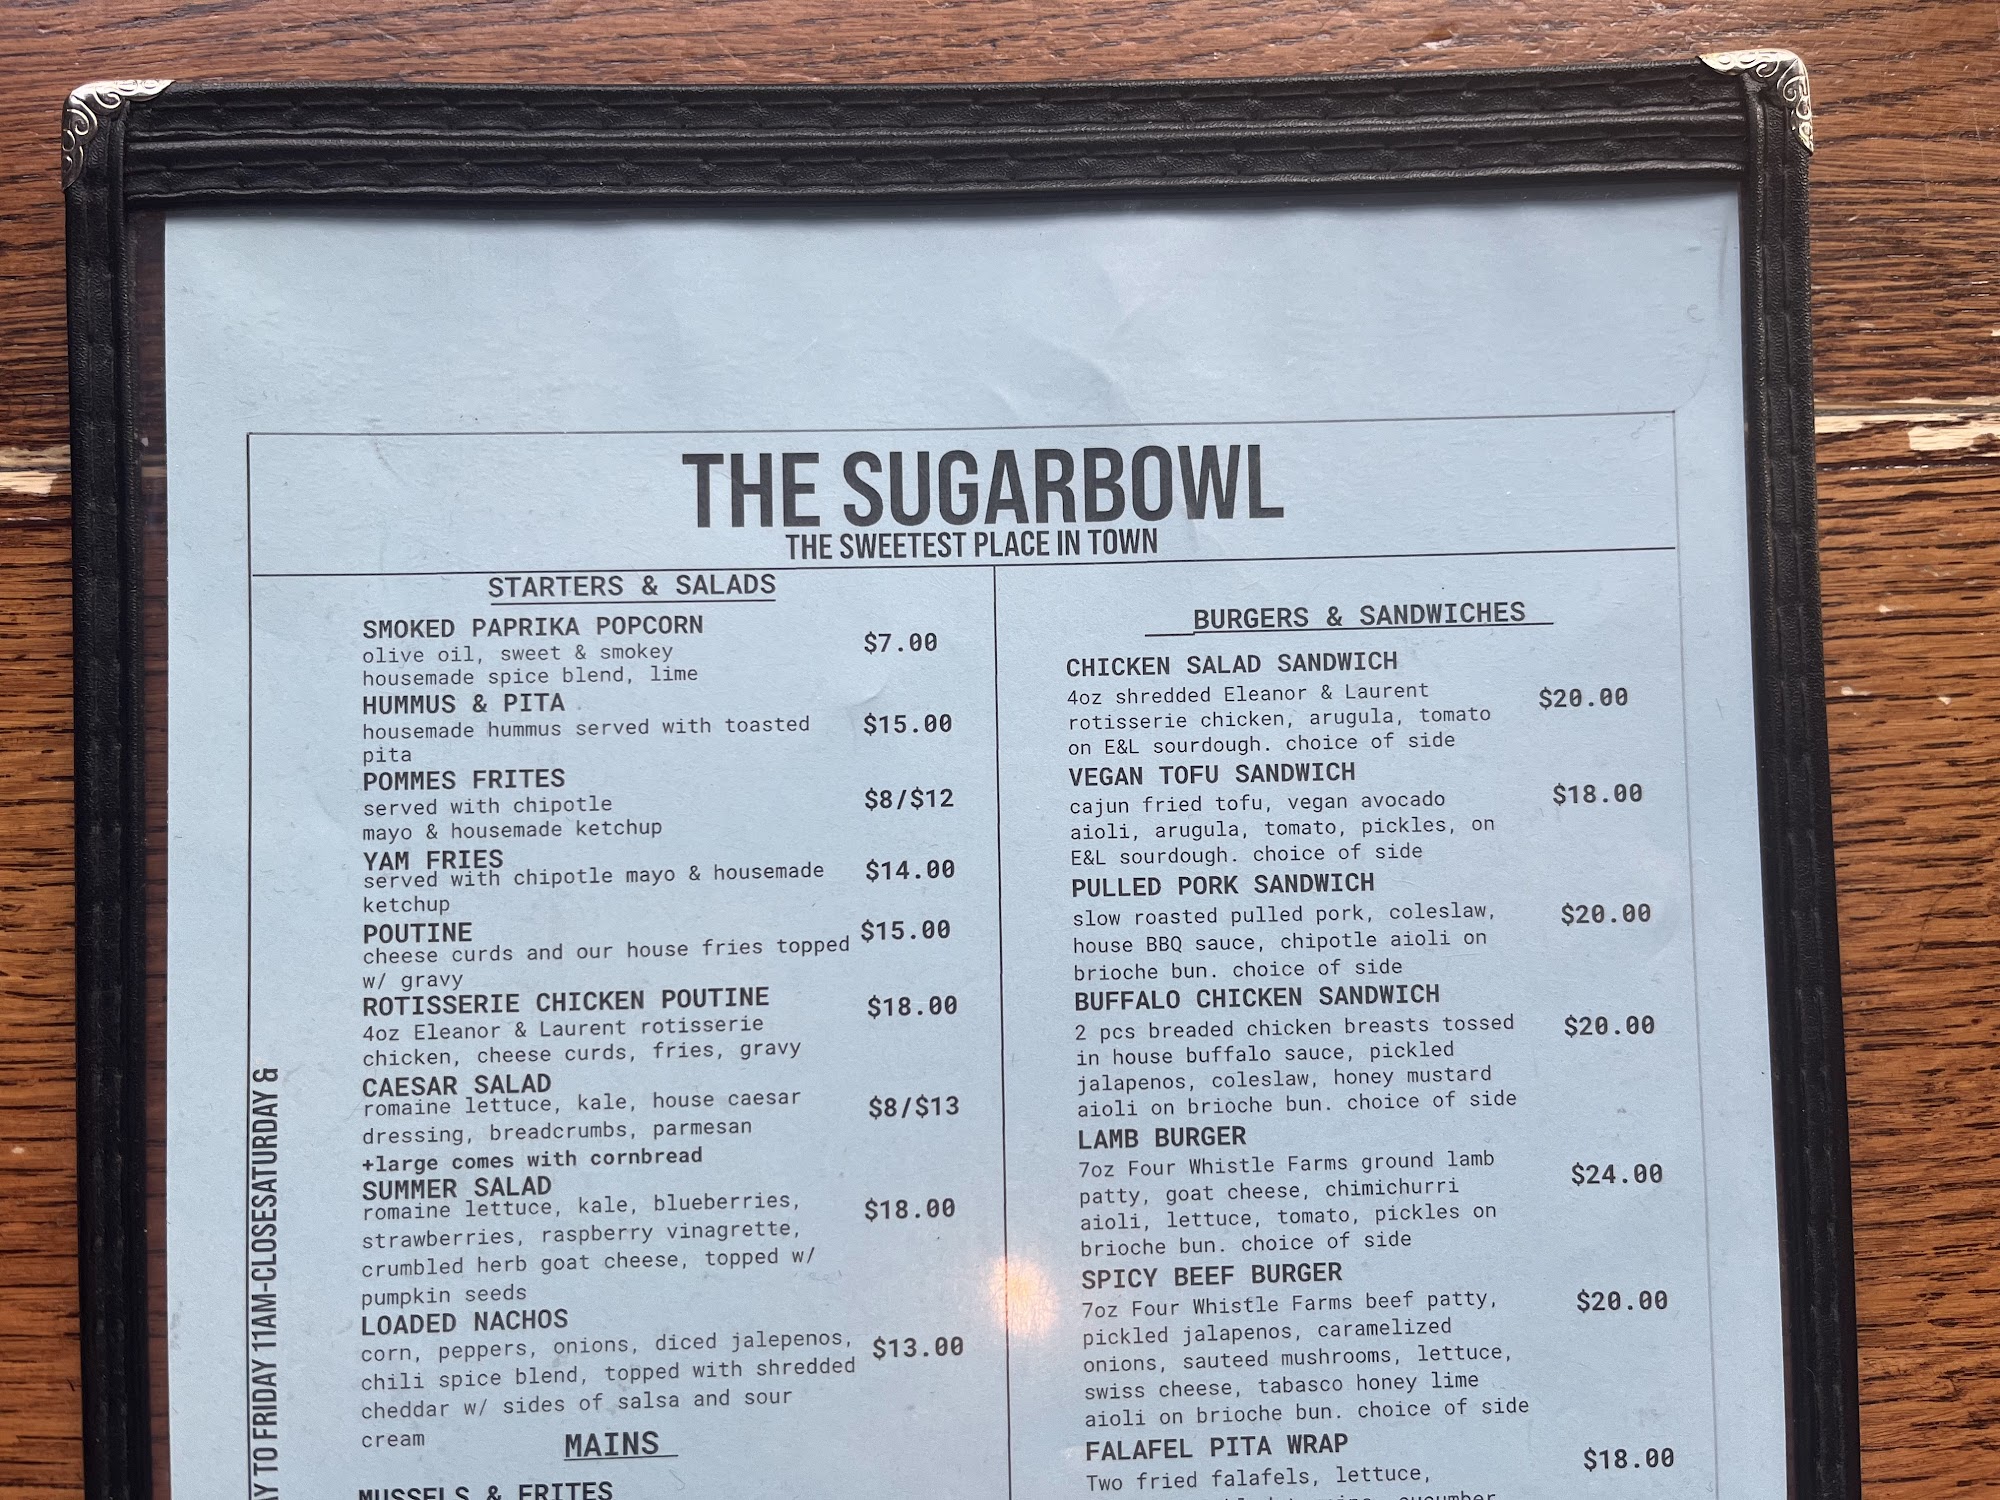 THE SUGARBOWL
THE SWEETEST PLACE IN TOWN
STARTERS & SALADS
SMOKED PAPRIKA POPCORN
$7.00
olive oil, sweet & smokey
housemade spice blend, lime
HUMMUS & PITA
housemade hummus served with toasted
$15.00
pita
POMMES FRITES
served with chipotle
$8/$12
mayo & housemade ketchup
YAM FRIES
served with chipotle mayo & housemade
$14.00
ketchup
POUTINE
$15.00
cheese curds and our house fries topped
w/ gravy
ROTISSERIE CHICKEN POUTINE
$18.00
4oz Eleanor & Laurent rotisserie
chicken, cheese curds, fries, gravy
CAESAR SALAD
romaine lettuce, kale, house caesar
$8/$13
dressing, breadcrumbs, parmesan
+large comes with cornbread
SUMMER SALAD
romaine lettuce, kale, blueberries,
$18.00
strawberries, raspberry vinagrette,
crumbled herb goat cheese, topped w/
pumpkin seeds
LOADED NACHOS
corn, peppers, onions, diced jalepenos,
$13.00
chili spice blend, topped with shredded
cheddar w/ sides of salsa and sour
cream
MAINS
MUSSELS & FRITES
BURGERS & SANDWICHES
CHICKEN SALAD SANDWICH
4oz shredded Eleanor & Laurent
$20.00
rotisserie chicken, arugula, tomato
on E&L sourdough. choice of side
VEGAN TOFU SANDWICH
cajun fried tofu, vegan avocado
$18.00
aioli, arugula, tomato, pickles, on
E&L sourdough. choice of side
PULLED PORK SANDWICH
slow roasted pulled pork, coleslaw,
$20.00
house BBQ sauce, chipotle aioli on
brioche bun. choice of side
BUFFALO CHICKEN SANDWICH
2 pcs breaded chicken breasts tossed
$20.00
in house buffalo sauce, pickled
jalapenos, coleslaw, honey mustard
aioli on brioche bun. choice of side
LAMB BURGER
7oz Four Whistle Farms ground lamb
$24.00
patty, goat cheese, chimichurri
aioli, lettuce, tomato, pickles on
brioche bun. choice of side
SPICY BEEF BURGER
7oz Four Whistle Farms beef patty,
$20.00
pickled jalapenos, caramelized
onions, sauteed mushrooms, lettuce,
swiss cheese, tabasco honey lime
aioli on brioche bun. choice of side
FALAFEL PITA WRAP
$18.00
Two fried falafels, lettuce,
cucumber
TO FRIDAY 11AM-CLOSESATURDAY &